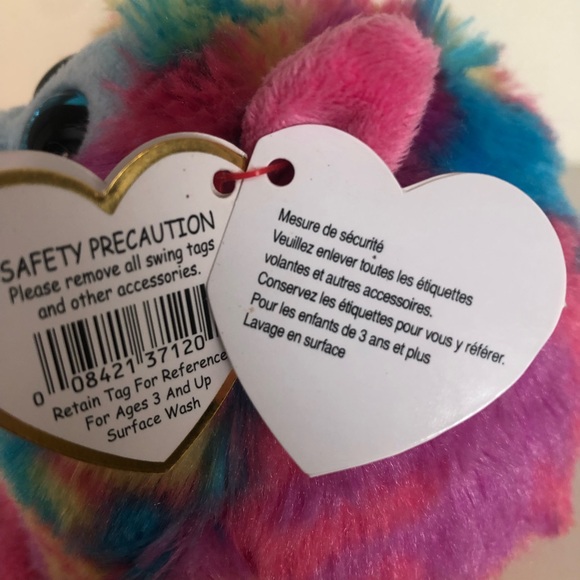 SAFETY PRECAUTION
Please remove all swing tags
and other accessories.
0 08421 37120
Retain Tag For Reference
For Ages 3 And Up
Surface Wash
Mesure de sécurité
Veuillez enlever toutes les étiquettes
volantes et autres accessoires.
Conservez les étiquettes pour vous y référer.
Pour les enfants de 3 ans et plus
Lavage en surface